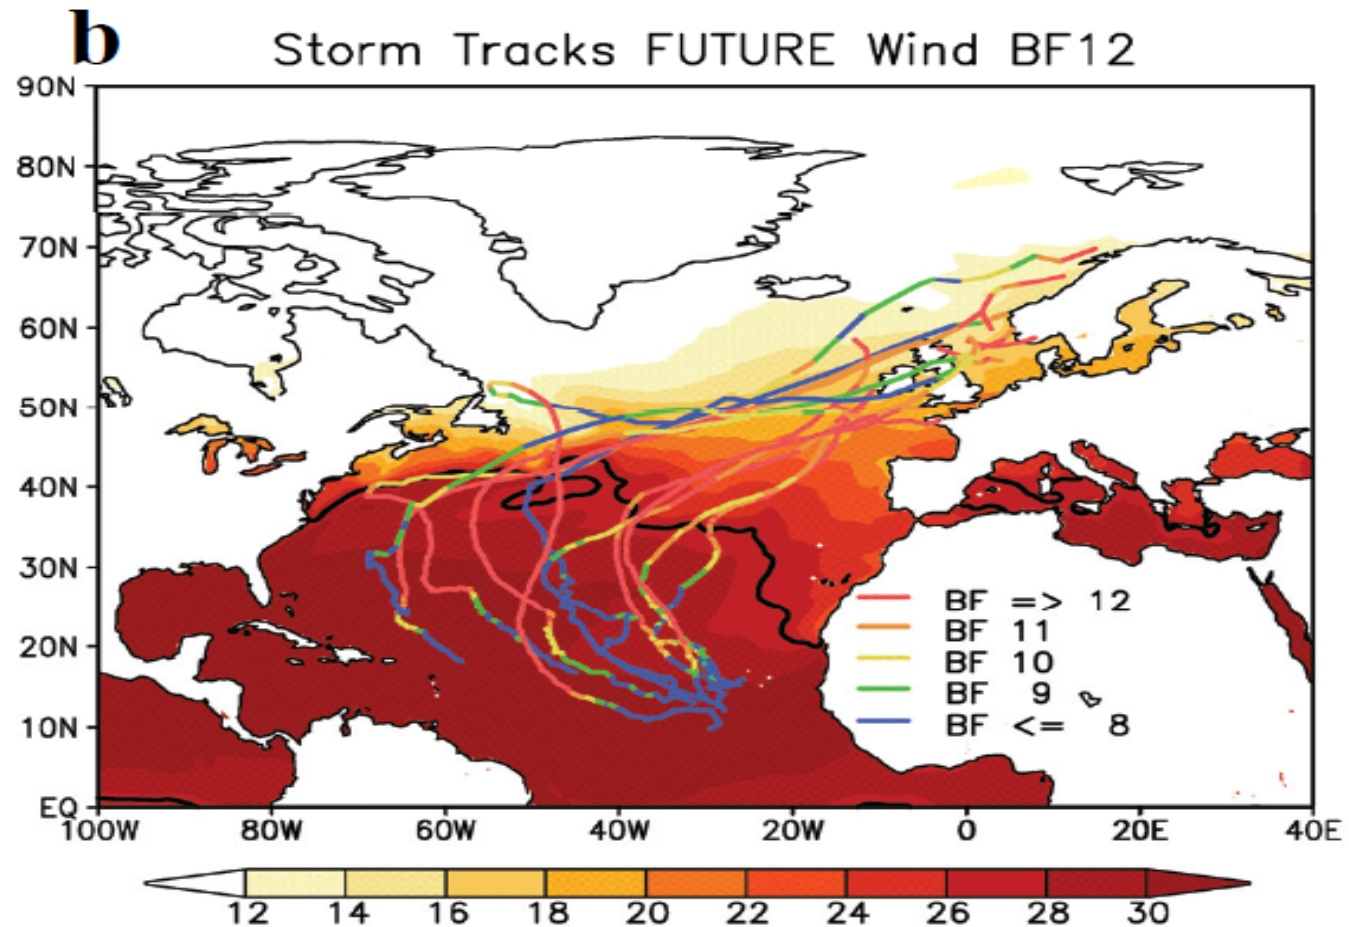 b
Storm Tracks FUTURE Wind BF12
90N
80N
70N
60N
50N
40N
30N
20N
10N
EQ
BF => 12
BF 11
BF 10
BF 9
BF <= 8
100W 80W 60W 40W 20W 0 20E 40E
12 14 16 18 20 22 24 26 28 30